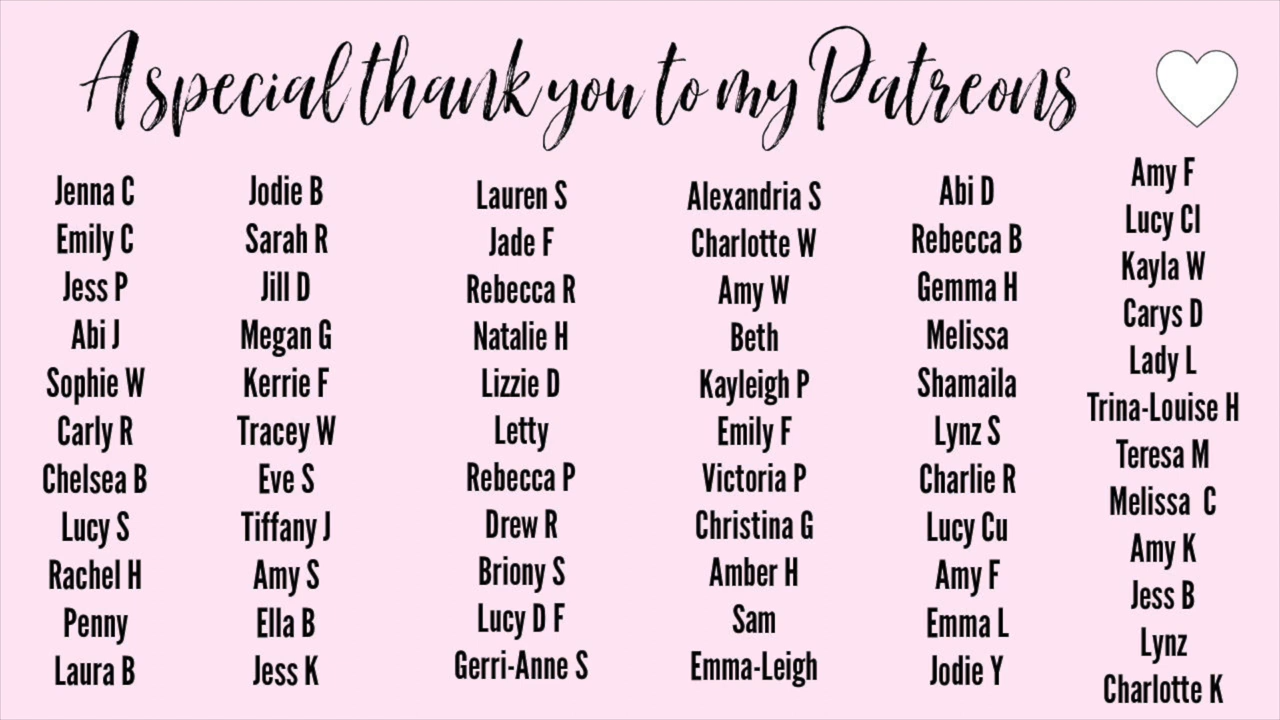 A special thank you to my Patreons
Jenna C
Emily C
Jess P
Abi J
Sophie W
Carly R
Chelsea B
Lucy S
Rachel H
Penny
Laura B
Jodie B
Sarah R
Jill D
Megan G
Kerrie F
Tracey W
Eve S
Tiffany J
Amy S
Ella B
Jess K
Lauren S
Jade F
Rebecca R
Natalie H
Lizzie D
Letty
Rebecca P
Drew R
Briony S
Lucy D F
Gerri-Anne S
Alexandria S
Charlotte W
Amy W
Beth
Kayleigh P
Emily F
Victoria P
Christina G
Amber H
Sam
Emma-Leigh
Abi D
Rebecca B
Gemma H
Melissa
Shamaila
Lynz S
Charlie R
Lucy Cu
Amy F
Emma L
Jodie Y
Amy F
Lucy Cl
Kayla W
Carys D
Lady L
Trina-Louise H
Teresa M
Melissa  C
Amy K
Jess B
Lynz
Charlotte K